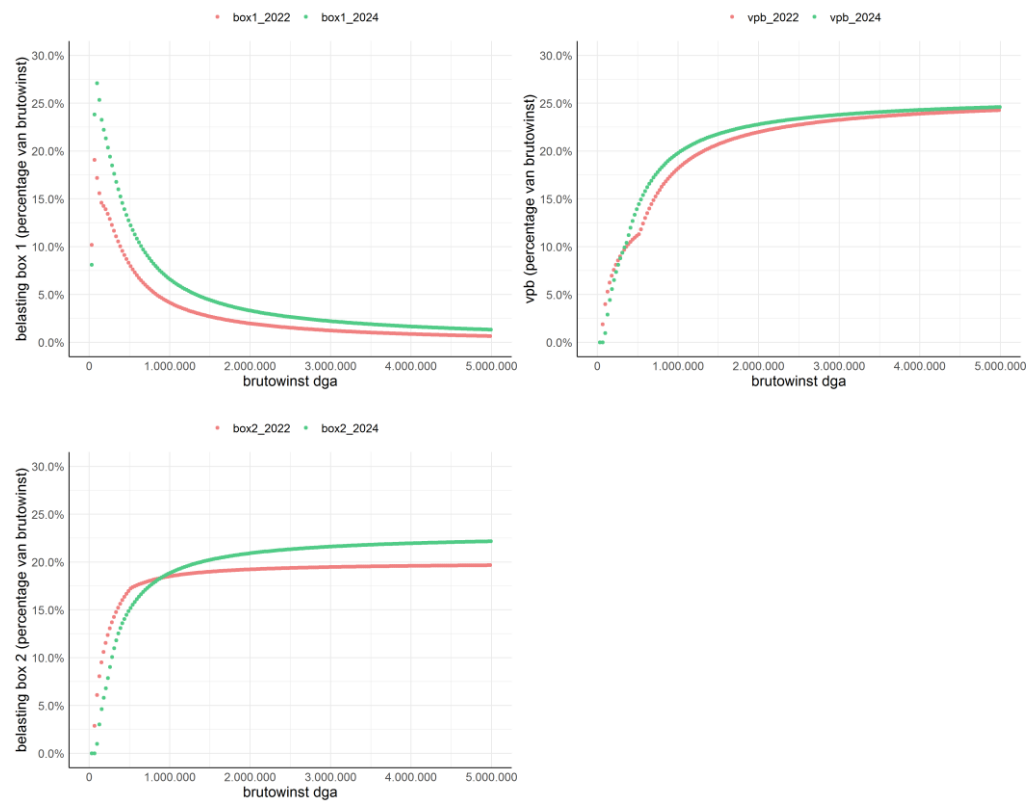 box1_2022 box1_2024
belasting box 1 (percentage van brutowinst)
30.0%
25.0%
20.0%
15.0%
10.0%
5.0%
0.0%
0 1.000.000 2.000.000 3.000.000 4.000.000 5.000.000
brutowinst dga
vpb_2022 vpb_2024
vpb (percentage van brutowinst)
30.0%
25.0%
20.0%
15.0%
10.0%
5.0%
0.0%
0 1.000.000 2.000.000 3.000.000 4.000.000 5.000.000
brutowinst dga
box2_2022 box2_2024
belasting box 2 (percentage van brutowinst)
30.0%
25.0%
20.0%
15.0%
10.0%
5.0%
0.0%
0 1.000.000 2.000.000 3.000.000 4.000.000 5.000.000
brutowinst dga